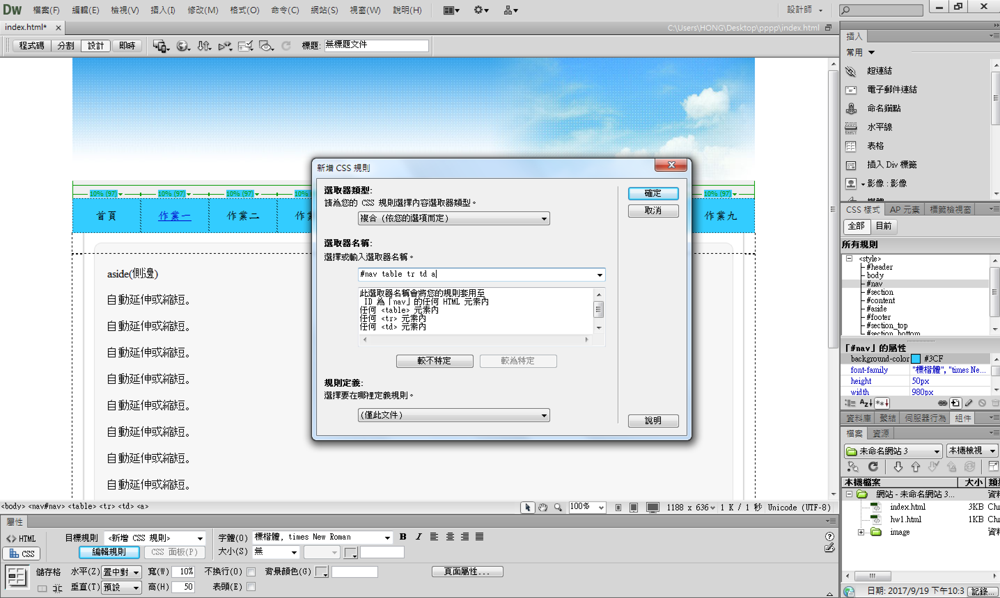 Dw 檔案(F) 編輯(E) 檢視(V) 插入(I) 修改(M) 格式(O) 命令(C) 網站(S) 視窗(W) 說明(H) 設計師
index.html* C:\Users\HONG\Desktop\pppp\index.html
程式碼 分割 設計 即時 標題: 無標題文件
10% (97) 10% (97) 10% (97) 10% 10% (97)
首頁 作業一 作業二 作業九
aside(側邊)
自動延伸或縮短。
自動延伸或縮短。
自動延伸或縮短。
自動延伸或縮短。
自動延伸或縮短。
自動延伸或縮短。
自動延伸或縮短。
自動延伸或縮短。
新增 CSS 規則
選取器類型:
請為您的 CSS 規則選擇內容選取器類型。
複合 (依您的選項而定)
選取器名稱:
選擇或輸入選取器名稱。
#nav table tr td a
此選取器名稱會將您的規則套用至
ID 為「nav」的任何 HTML 元素內
任何 <table> 元素內
任何 <tr> 元素內
任何 <td> 元素內
較不特定 較為特定
規則定義:
選擇要在哪裡定義規則。
(僅此文件)
確定
取消
說明
插入
常用
超連結
電子郵件連結
命名錨點
水平線
表格
插入 Div 標籤
影像 : 影像
媒體
CSS 樣式 AP 元素 標籤檢視窗
全部 目前
所有規則
<style>
#header
body
#nav
#section
#content
#aside
#footer
#section_top
#section_bottom
「#nav」的屬性
background-color #3CF
font-family "標楷體", "times Ne...
height 50px
width 980px
資料庫 繫結 伺服器行為 組件
檔案 資源
未命名網站 3 本機檢視
本機檔案 大小 類型
網站 - 未命名網站 3... 資料
index.html 3KB Chr
hw1.html 1KB Chr
image 資料
日期: 2017/9/19 下午10:3 記錄...
<body> <nav#nav> <table> <tr> <td> <a> 100% 1188 x 636 1 K / 1 秒 Unicode (UTF-8)
屬性
<> HTML 目標規則 <新增 CSS 規則> 字體(O) 標楷體, times New Roman B I
CSS 編輯規則 CSS 面板(P) 大小(S) 無
儲存格 水平(Z) 置中對 寬(W) 10% 不換行(O) 背景顏色(G) 頁面屬性...
垂直(T) 預設 高(H) 50 表頭(E)